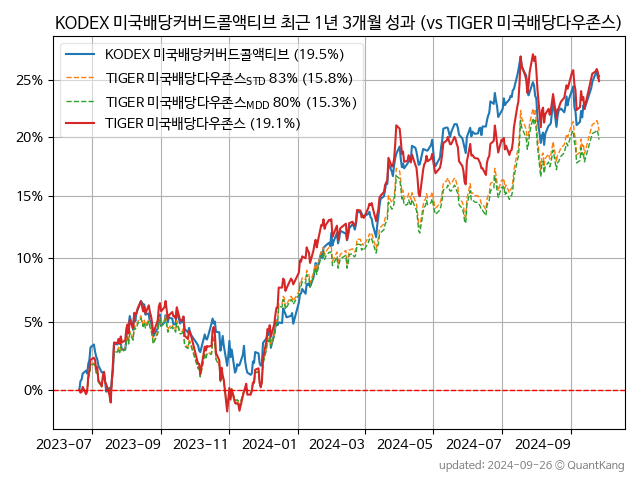 KODEX 미국배당커버드콜액티브 최근 1년 3개월 성과 (vs TIGER 미국배당다우존스)
KODEX 미국배당커버드콜액티브 (19.5%)
TIGER 미국배당다우존스STD 83% (15.8%)
TIGER 미국배당다우존스MDD 80% (15.3%)
TIGER 미국배당다우존스 (19.1%)
25%
20%
15%
10%
5%
0%
2023-07 2023-09 2023-11 2024-01 2024-03 2024-05 2024-07 2024-09
updated: 2024-09-26 © QuantKang